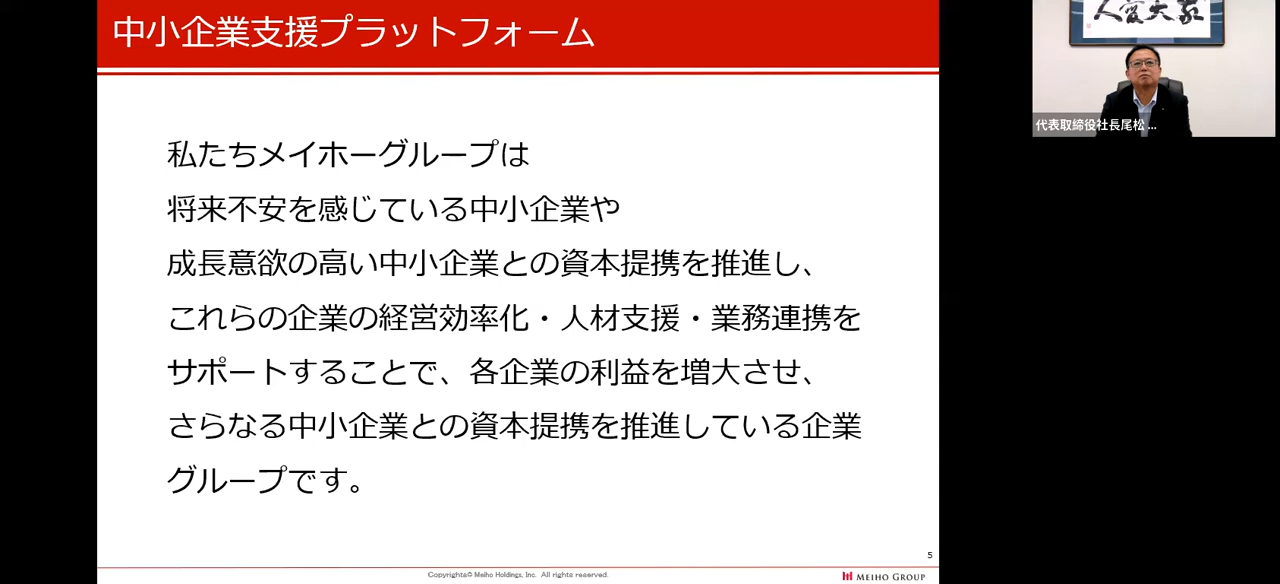 中小企業支援プラットフォーム
私たちメイホーグループは
将来不安を感じている中小企業や
成長意欲の高い中小企業との資本提携を推進し、
これらの企業の経営効率化・人材支援・業務連携を
サポートすることで、各企業の利益を増大させ、
さらなる中小企業との資本提携を推進している企業
グループです。
5
Copyrights© Meiho Holdings, Inc. All rights reserved.
MEIHO GROUP
代表取締役社長尾松 ...